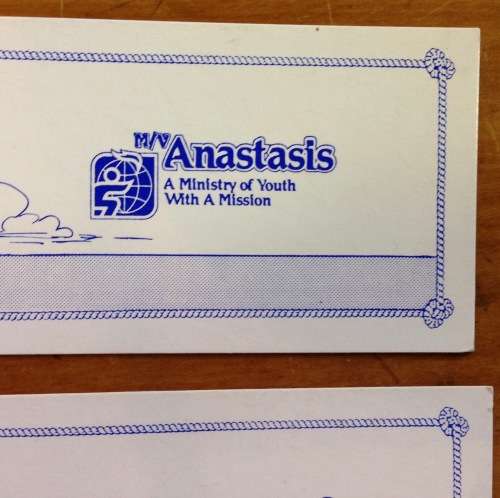 M/V Anastasis
A Ministry of Youth
With A Mission